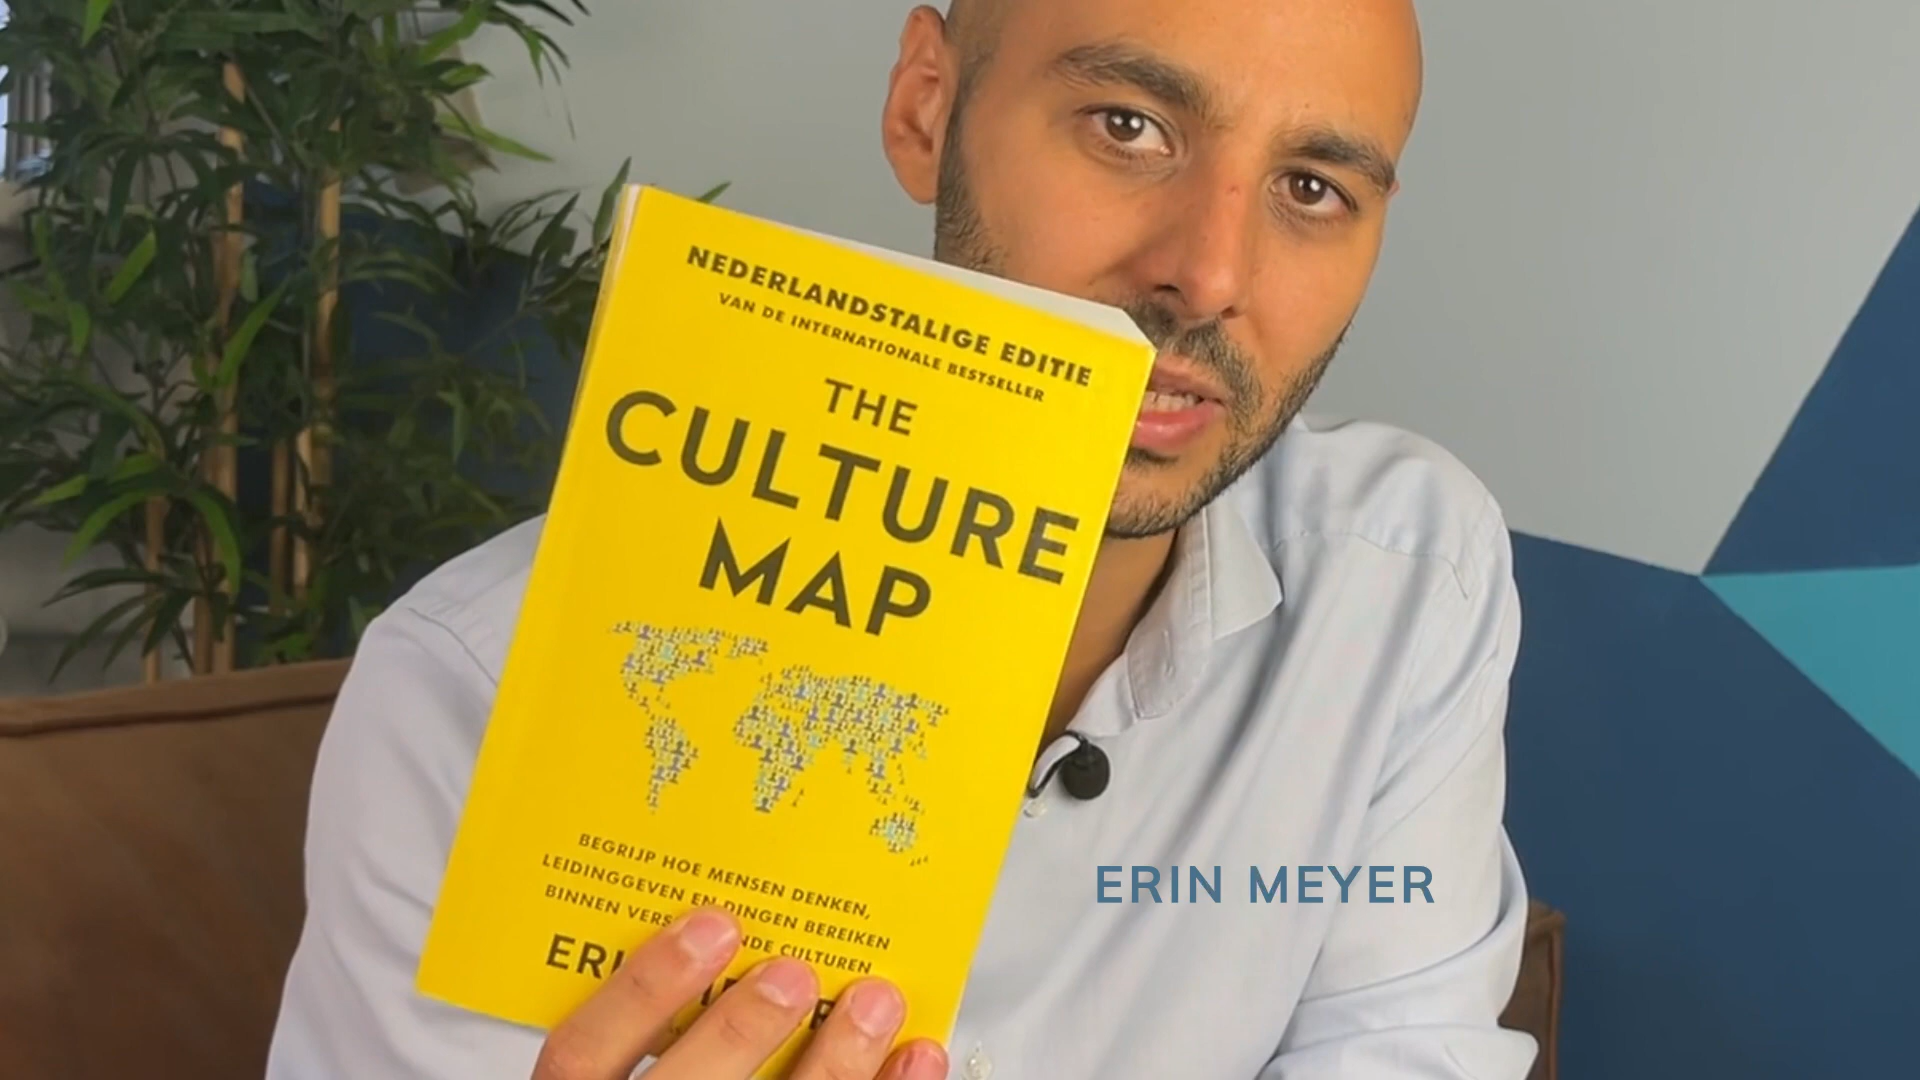 NEDERLANDSTALIGE EDITIE
VAN DE INTERNATIONALE BESTSELLER
THE
CULTURE
MAP
BEGRIJP HOE MENSEN DENKEN,
LEIDINGGEVEN EN DINGEN BEREIKEN
BINNEN CULTUREN
ERIN MEYER